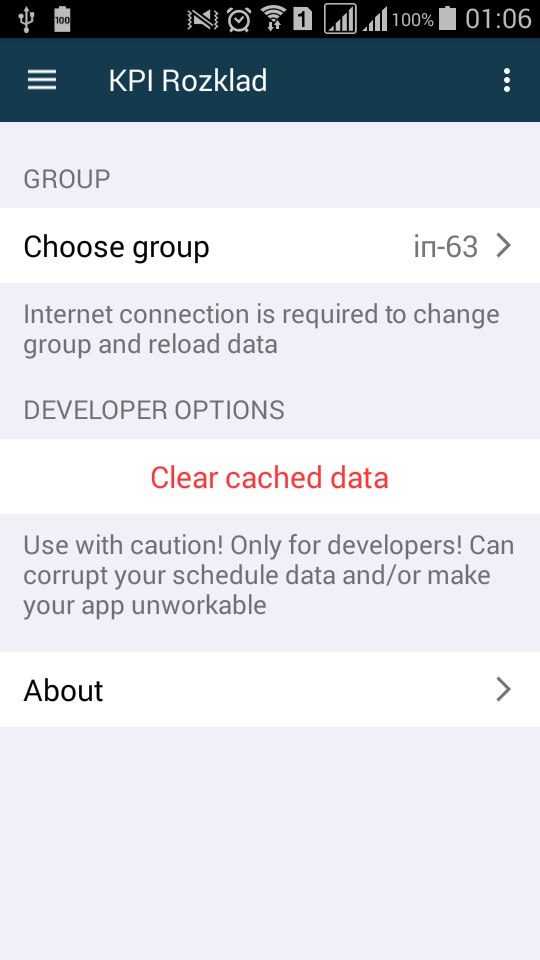 100 1 100% 01:06
KPI Rozklad
GROUP
Choose group іп-63
Internet connection is required to change
group and reload data
DEVELOPER OPTIONS
Clear cached data
Use with caution! Only for developers! Can
corrupt your schedule data and/or make
your app unworkable
About